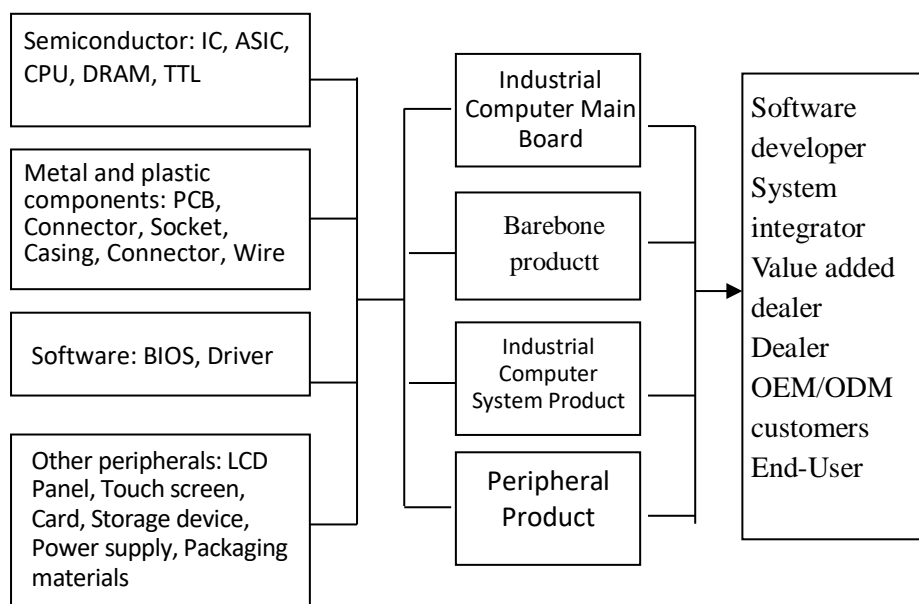 Semiconductor: IC, ASIC,
CPU, DRAM, TTL
Metal and plastic
components: PCB,
Connector, Socket,
Casing, Connector, Wire
Software: BIOS, Driver
Other peripherals: LCD
Panel, Touch screen,
Card, Storage device,
Power supply, Packaging
materials
Industrial
Computer Main
Board
Barebone
productt
Industrial
Computer
System Product
Peripheral
Product
Software
developer
System
integrator
Value added
dealer
Dealer
OEM/ODM
customers
End-User